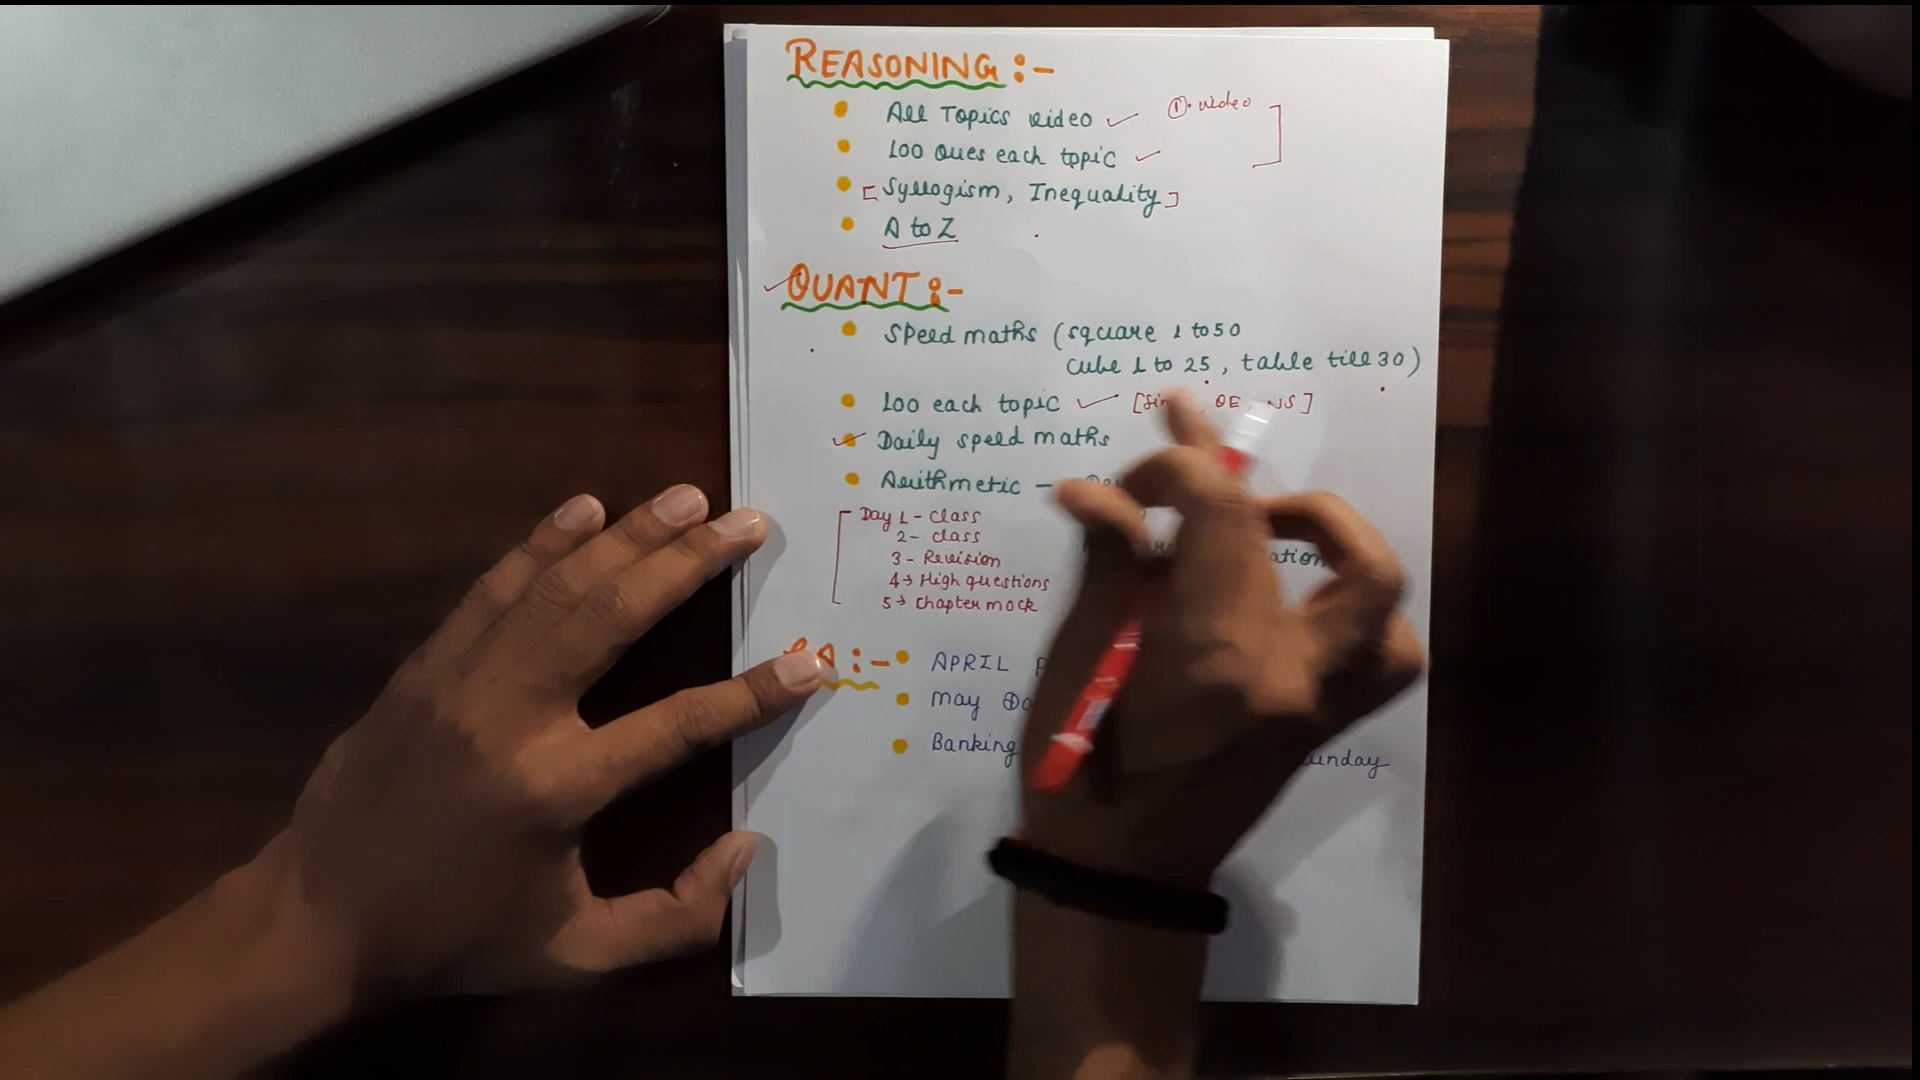 REASONING :-
All Topics video ✓ ① • video
100 Ques each topic ✓
[ Syllogism, Inequality ]
A to Z
QUANT :-
Speed maths (square 1 to 50
cube 1 to 25, table till 30)
100 each topic ✓ [ , QE, NS ]
Daily speed maths
Arithmetic -
Day 1 - Class
2 - class
3 - Revision
4 → High questions
5 → Chapter mock
:- APRIL
May
Banking Sunday